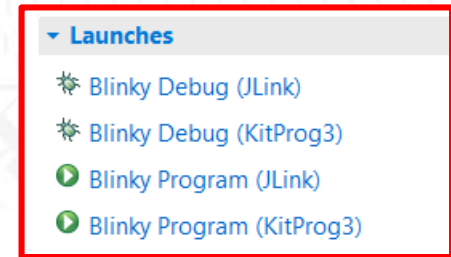 Launches
Blinky Debug (JLink)
Blinky Debug (KitProg3)
Blinky Program (JLink)
Blinky Program (KitProg3)